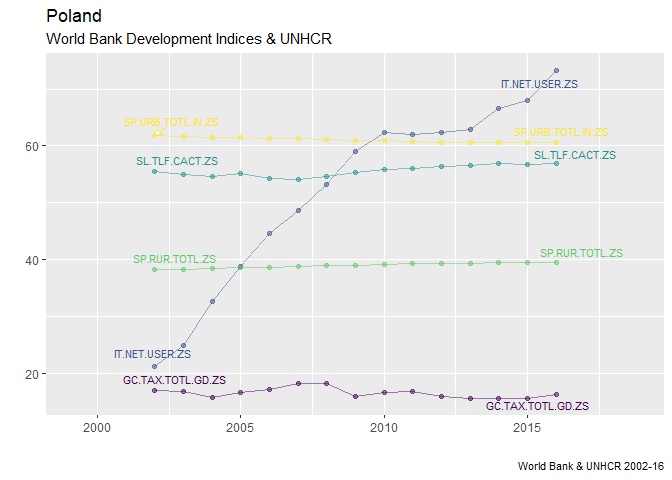 Poland
World Bank Development Indices & UNHCR
IT.NET.USER.ZS
SP.URB.TOTL.IN.ZS
SP.URB.TOTL.IN.ZS
60
SL.TLF.CACT.ZS
SL.TLF.CACT.ZS
SP.RUR.TOTL.ZS
SP.RUR.TOTL.ZS
40
IT.NET.USER.ZS
GC.TAX.TOTL.GD.ZS
20
GC.TAX.TOTL.GD.ZS
2000 2005 2010 2015
World Bank & UNHCR 2002-16